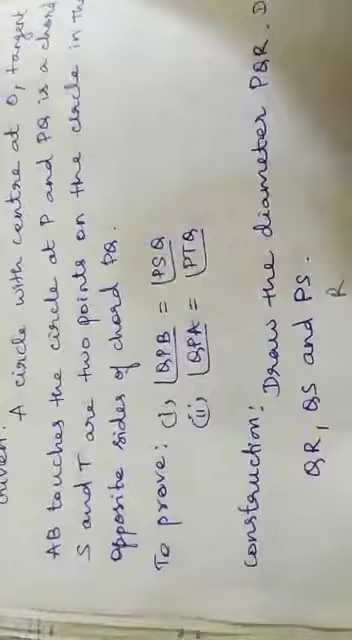 Given: A circle with centre at O, tangent
AB touches the circle at P and PQ is a chord
S and T are two points on the circle in the
opposite sides of chord PQ.
To prove: (i) ∠QPB = ∠PSQ
(ii) ∠QPA = ∠PTQ
Construction: Draw the diameter PQR. D
QR, QS and PS.
R